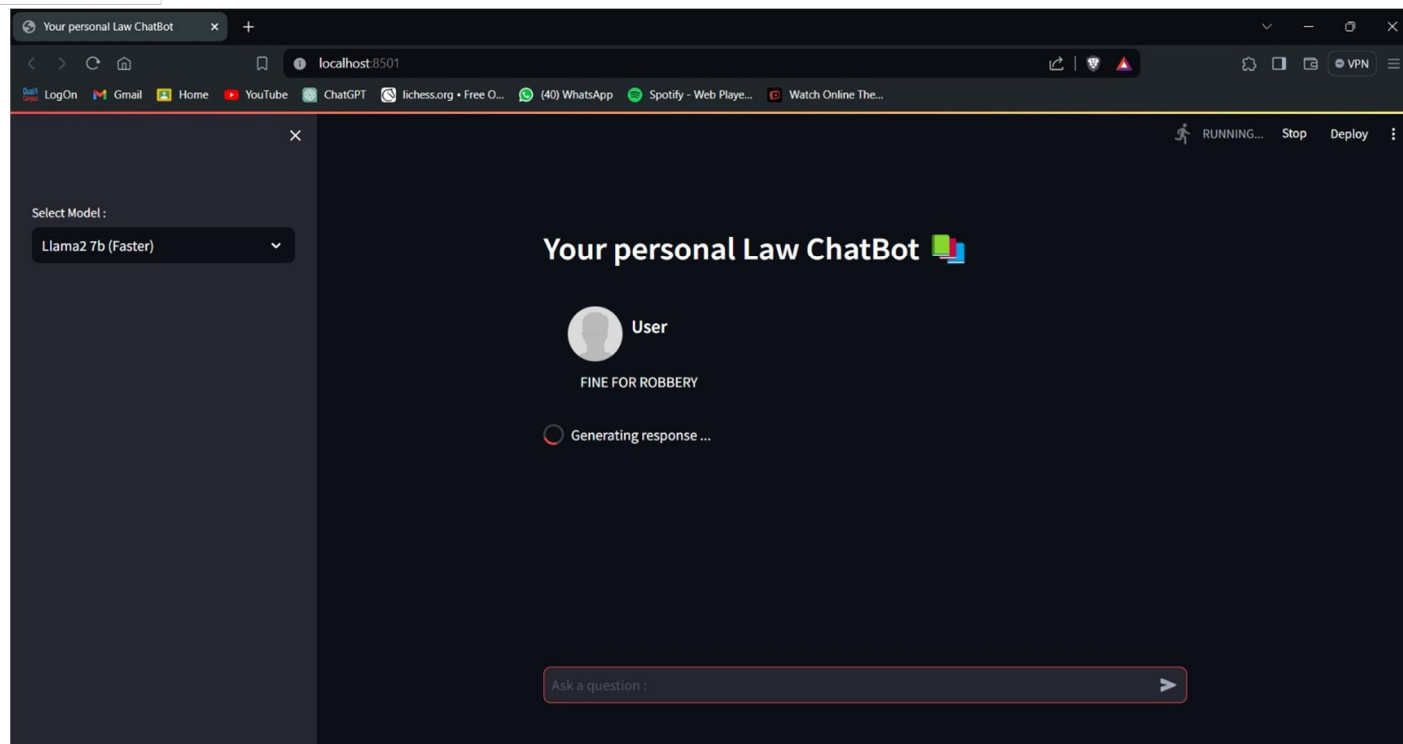 Your personal Law ChatBot
localhost:8501
VPN
LogOn Gmail Home YouTube ChatGPT lichess.org • Free O... (40) WhatsApp Spotify - Web Playe... Watch Online The...
RUNNING... Stop Deploy
Select Model :
Llama2 7b (Faster)
Your personal Law ChatBot
User
FINE FOR ROBBERY
Generating response ...
Ask a question :